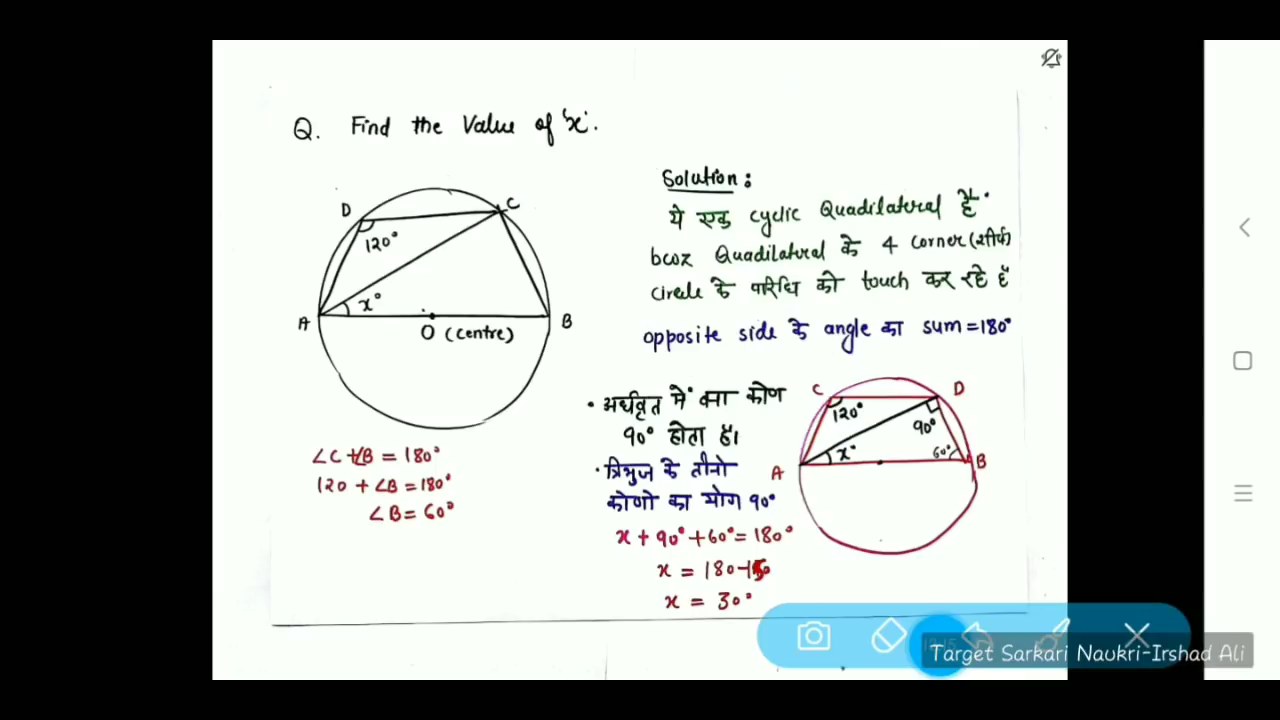 Q. Find the Value of 'x'.
D
C
120°
x°
A
B
O (centre)
Solution:
ये एक cyclic Quadilateral है.
bcoz Quadilateral के 4 corner (शीर्ष)
circle के परिधि को touch कर रहे हैं
opposite side के angle का sum = 180°
∠C + ∠B = 180°
120 + ∠B = 180°
∠B = 60°
• अर्धवृत में बना कोण
90° होता है।
• त्रिभुज के तीनो
कोणो का योग 90°
x + 90° + 60° = 180°
x = 180 - 150
x = 30°
C
D
120°
90°
x°
60°
A
B
Target Sarkari Naukri-Irshad Ali